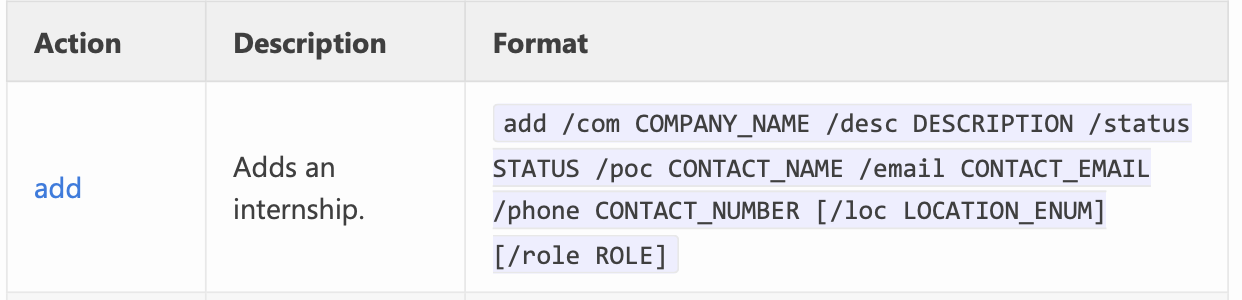 Action Description Format
add /com COMPANY_NAME /desc DESCRIPTION /status
Adds an
STATUS /poc CONTACT_NAME /email CONTACT_EMAIL
add
internship.
/phone CONTACT_NUMBER [/loc LOCATION_ENUM]
[/role ROLE]